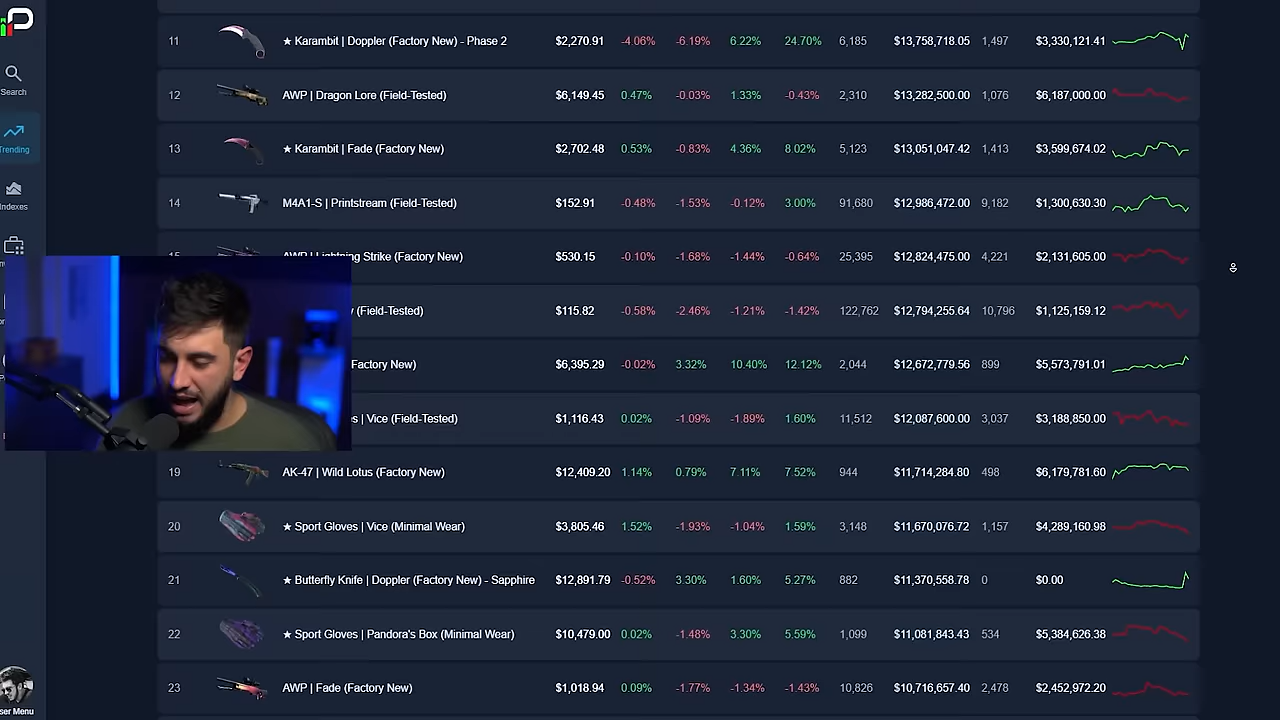 11 ★ Karambit | Doppler (Factory New) - Phase 2 $2,270.91 -4.06% -6.19% 6.22% 24.70% 6,185 $13,758,718.05 1,497 $3,330,121.41
Search
12 AWP | Dragon Lore (Field-Tested) $6,149.45 0.47% -0.03% 1.33% -0.43% 2,310 $13,282,500.00 1,076 $6,187,000.00
Trending
13 ★ Karambit | Fade (Factory New) $2,702.48 0.53% -0.83% 4.36% 8.02% 5,123 $13,051,047.42 1,413 $3,599,674.02
Indexes
14 M4A1-S | Printstream (Field-Tested) $152.91 -0.48% -1.53% -0.12% 3.00% 91,680 $12,986,472.00 9,182 $1,300,630.30
15 AWP | Lightning Strike (Factory New) $530.15 -0.10% -1.68% -1.44% -0.64% 25,395 $12,824,475.00 4,221 $2,131,605.00
(Field-Tested) $115.82 -0.58% -2.46% -1.21% -1.42% 122,762 $12,794,255.64 10,796 $1,125,159.12
Factory New) $6,395.29 -0.02% 3.32% 10.40% 12.12% 2,044 $12,672,779.56 899 $5,573,791.01
s | Vice (Field-Tested) $1,116.43 0.02% -1.09% -1.89% 1.60% 11,512 $12,087,600.00 3,037 $3,188,850.00
19 AK-47 | Wild Lotus (Factory New) $12,409.20 1.14% 0.79% 7.11% 7.52% 944 $11,714,284.80 498 $6,179,781.60
20 ★ Sport Gloves | Vice (Minimal Wear) $3,805.46 1.52% -1.93% -1.04% 1.59% 3,148 $11,670,076.72 1,157 $4,289,160.98
21 ★ Butterfly Knife | Doppler (Factory New) - Sapphire $12,891.79 -0.52% 3.30% 1.60% 5.27% 882 $11,370,558.78 0 $0.00
22 ★ Sport Gloves | Pandora's Box (Minimal Wear) $10,479.00 0.02% -1.48% 3.30% 5.59% 1,099 $11,081,843.43 534 $5,384,626.38
23 AWP | Fade (Factory New) $1,018.94 0.09% -1.77% -1.34% -1.43% 10,826 $10,716,657.40 2,478 $2,452,972.20
ser Menu